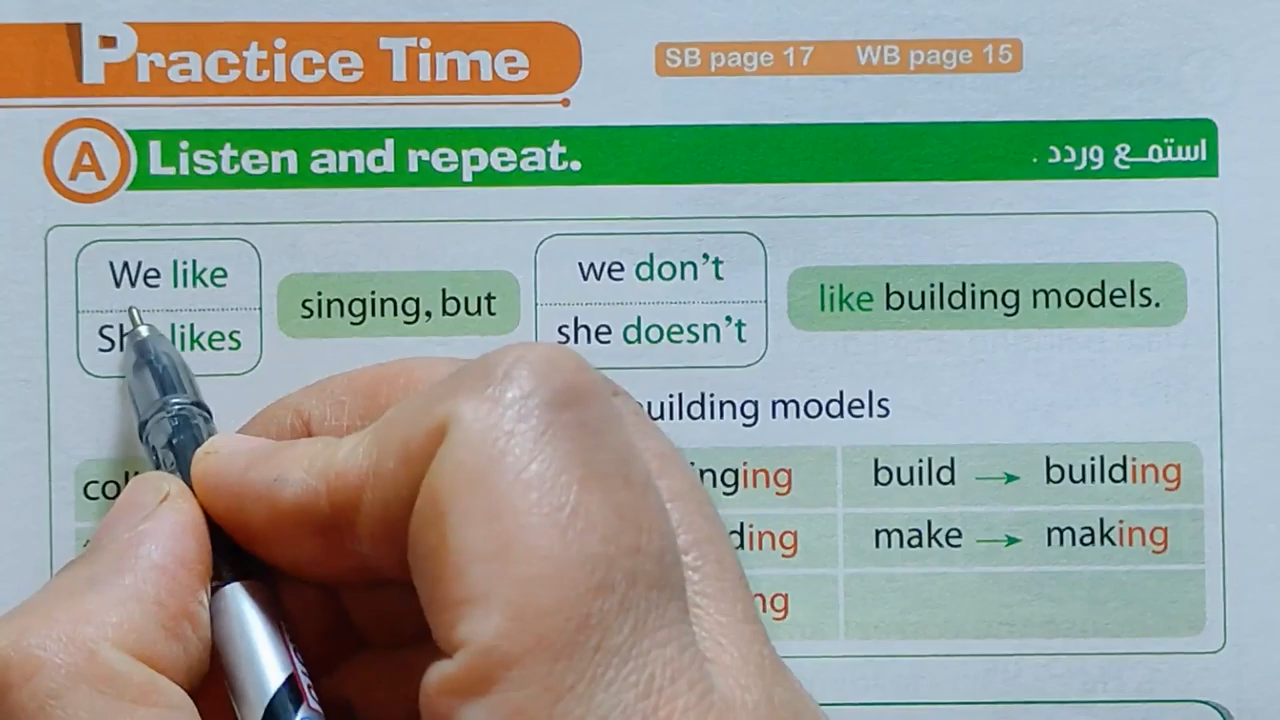 Practice Time
SB page 17 WB page 15
A Listen and repeat. استمع وردد .
We like
She likes
singing, but
we don't
she doesn't
like building models.
building models
build → building
make → making